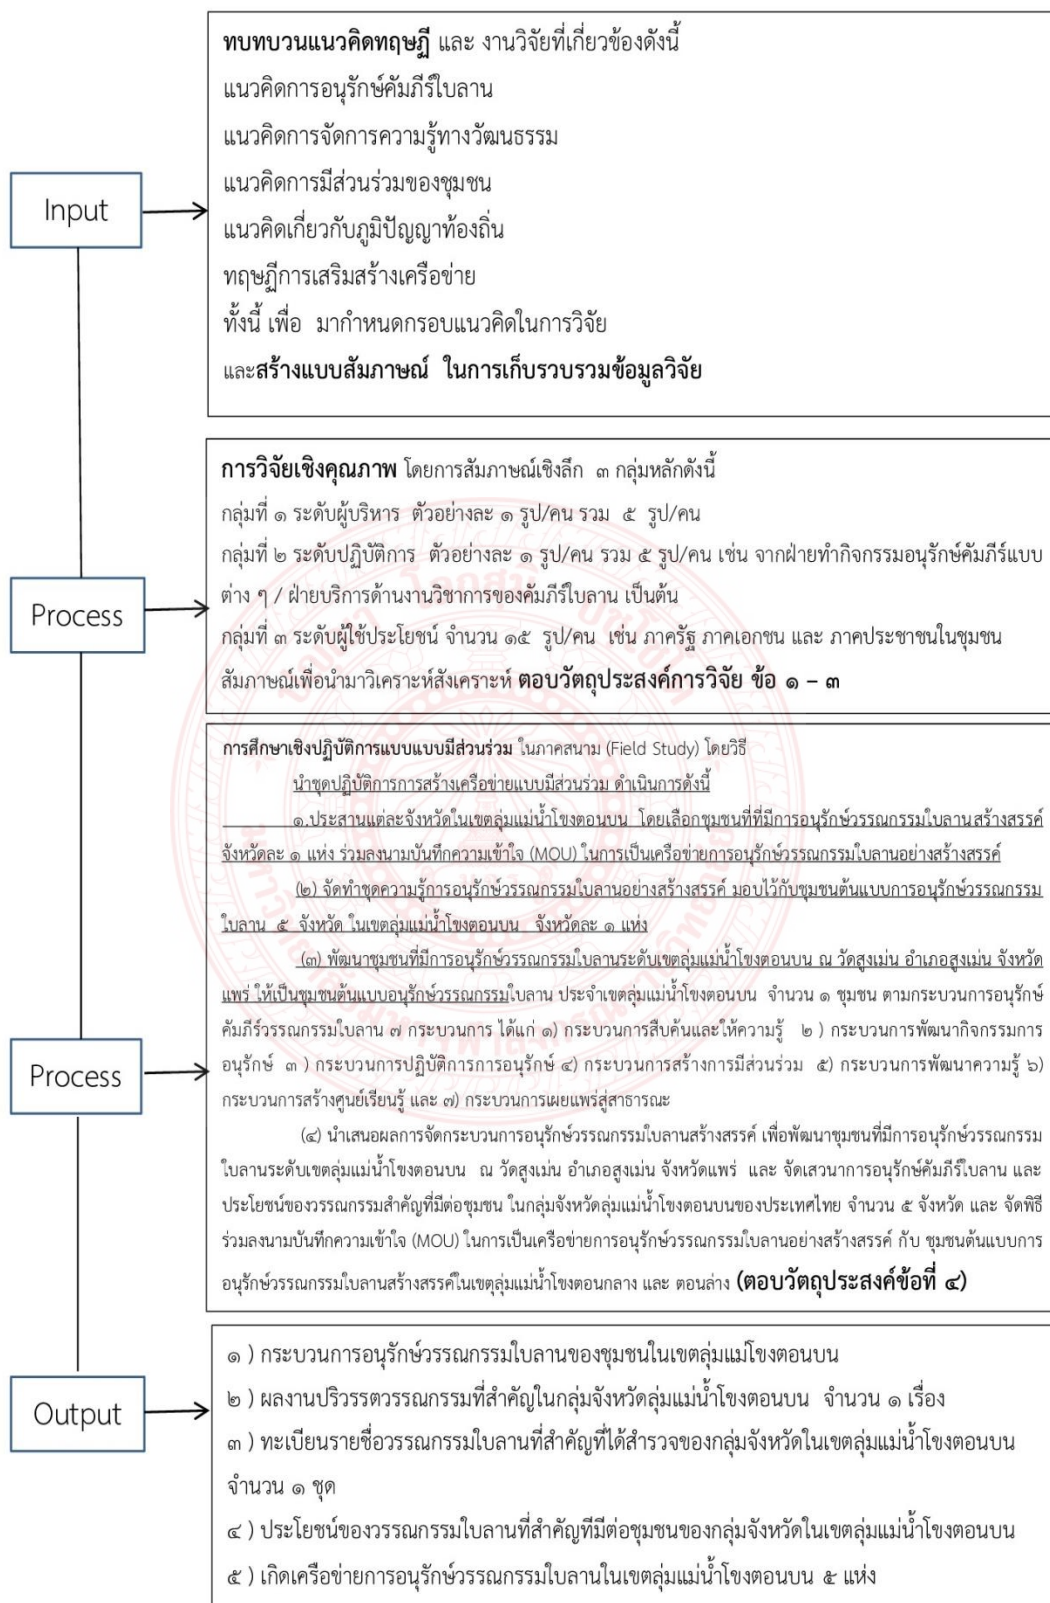 ทบทบวนแนวคิดทฤษฎี และ งานวิจัยที่เกี่ยวข้องดังนี้
แนวคิดการอนุรักษ์คัมภีร์ใบลาน
แนวคิดการจัดการความรู้ทางวัฒนธรรม
แนวคิดการมีส่วนร่วมของชุมชน
แนวคิดเกี่ยวกับภูมิปัญญาท้องถิ่น
ทฤษฏีการเสริมสร้างเครือข่าย
ทั้งนี้ เพื่อ มากำหนดกรอบแนวคิดในการวิจัย
และสร้างแบบสัมภาษณ์ ในการเก็บรวบรวมข้อมูลวิจัย
Input
การวิจัยเชิงคุณภาพ โดยการสัมภาษณ์เชิงลึก ๓ กลุ่มหลักดังนี้
กลุ่มที่ ๑ ระดับผู้บริหาร ตัวอย่างละ ๑ รูป/คน รวม ๕ รูป/คน
กลุ่มที่ ๒ ระดับปฏิบัติการ ตัวอย่างละ ๑ รูป/คน รวม ๕ รูป/คน เช่น จากฝ่ายทำกิจกรรมอนุรักษ์คัมภีร์แบบ
ต่าง ๆ / ฝ่ายบริการด้านงานวิชาการของคัมภีร์ใบลาน เป็นต้น
กลุ่มที่ ๓ ระดับผู้ใช้ประโยชน์ จำนวน ๑๕ รูป/คน เช่น ภาครัฐ ภาคเอกชน และ ภาคประชาชนในชุมชน
สัมภาษณ์เพื่อนำมาวิเคราะห์สังเคราะห์ ตอบวัตถุประสงค์การวิจัย ข้อ ๑ – ๓
Process
การศึกษาเชิงปฏิบัติการแบบแบบมีส่วนร่วม ในภาคสนาม (Field Study) โดยวิธี
นำชุดปฏิบัติการการสร้างเครือข่ายแบบมีส่วนร่วม ดำเนินการดังนี้
๑.ประสานแต่ละจังหวัดในเขตลุ่มแม่น้ำโขงตอนบน โดยเลือกชุมชนที่ที่มีการอนุรักษ์วรรณกรรมใบลานสร้างสรรค์
จังหวัดละ ๑ แห่ง ร่วมลงนามบันทึกความเข้าใจ (MOU) ในการเป็นเครือข่ายการอนุรักษ์วรรณกรรมใบลานอย่างสร้างสรรค์
(๒) จัดทำชุดความรู้การอนุรักษ์วรรณกรรมใบลานอย่างสร้างสรรค์ มอบไว้กับชุมชนต้นแบบการอนุรักษ์วรรณกรรม
ใบลาน ๕ จังหวัด ในเขตลุ่มแม่น้ำโขงตอนบน จังหวัดละ ๑ แห่ง
(๓) พัฒนาชุมชนที่มีการอนุรักษ์วรรณกรรมใบลานระดับเขตลุ่มแม่น้ำโขงตอนบน ณ วัดสูงเม่น อำเภอสูงเม่น จังหวัด
แพร่ ให้เป็นชุมชนต้นแบบอนุรักษ์วรรณกรรมใบลาน ประจำเขตลุ่มแม่น้ำโขงตอนบน จำนวน ๑ ชุมชน ตามกระบวนการอนุรักษ์
คัมภีร์วรรณกรรมใบลาน ๗ กระบวนการ ได้แก่ ๑) กระบวนการสืบค้นและให้ความรู้ ๒ ) กระบวนการพัฒนากิจกรรมการ
อนุรักษ์ ๓ ) กระบวนการปฏิบัติการการอนุรักษ์ ๔) กระบวนการสร้างการมีส่วนร่วม ๕) กระบวนการพัฒนาความรู้ ๖)
กระบวนการสร้างศูนย์เรียนรู้ และ ๗) กระบวนการเผยแพร่สู่สาธารณะ
(๔) นำเสนอผลการจัดกระบวนการอนุรักษ์วรรณกรรมใบลานสร้างสรรค์ เพื่อพัฒนาชุมชนที่มีการอนุรักษ์วรรณกรรม
ใบลานระดับเขตลุ่มแม่น้ำโขงตอนบน ณ วัดสูงเม่น อำเภอสูงเม่น จังหวัดแพร่ และ จัดเสวนาการอนุรักษ์คัมภีร์ใบลาน และ
ประโยชน์ของวรรณกรรมสำคัญที่มีต่อชุมชน ในกลุ่มจังหวัดลุ่มแม่น้ำโขงตอนบนของประเทศไทย จำนวน ๕ จังหวัด และ จัดพิธี
ร่วมลงนามบันทึกความเข้าใจ (MOU) ในการเป็นเครือข่ายการอนุรักษ์วรรณกรรมใบลานอย่างสร้างสรรค์ กับ ชุมชนต้นแบบการ
อนุรักษ์วรรณกรรมใบลานสร้างสรรค์ในเขตลุ่มแม่น้ำโขงตอนกลาง และ ตอนล่าง (ตอบวัตถุประสงค์ข้อที่ ๔)
Process
๑ ) กระบวนการอนุรักษ์วรรณกรรมใบลานของชุมชนในเขตลุ่มแม่โขงตอนบน
๒ ) ผลงานปริวรรตวรรณกรรมที่สำคัญในกลุ่มจังหวัดลุ่มแม่น้ำโขงตอนบน จำนวน ๑ เรื่อง
๓ ) ทะเบียนรายชื่อวรรณกรรมใบลานที่สำคัญที่ได้สำรวจของกลุ่มจังหวัดในเขตลุ่มแม่น้ำโขงตอนบน
จำนวน ๑ ชุด
๔ ) ประโยชน์ของวรรณกรรมใบลานที่สำคัญทีมีต่อชุมชนของกลุ่มจังหวัดในเขตลุ่มแม่น้ำโขงตอนบน
๕ ) เกิดเครือข่ายการอนุรักษ์วรรณกรรมใบลานในเขตลุ่มแม่น้ำโขงตอนบน ๕ แห่ง
Output